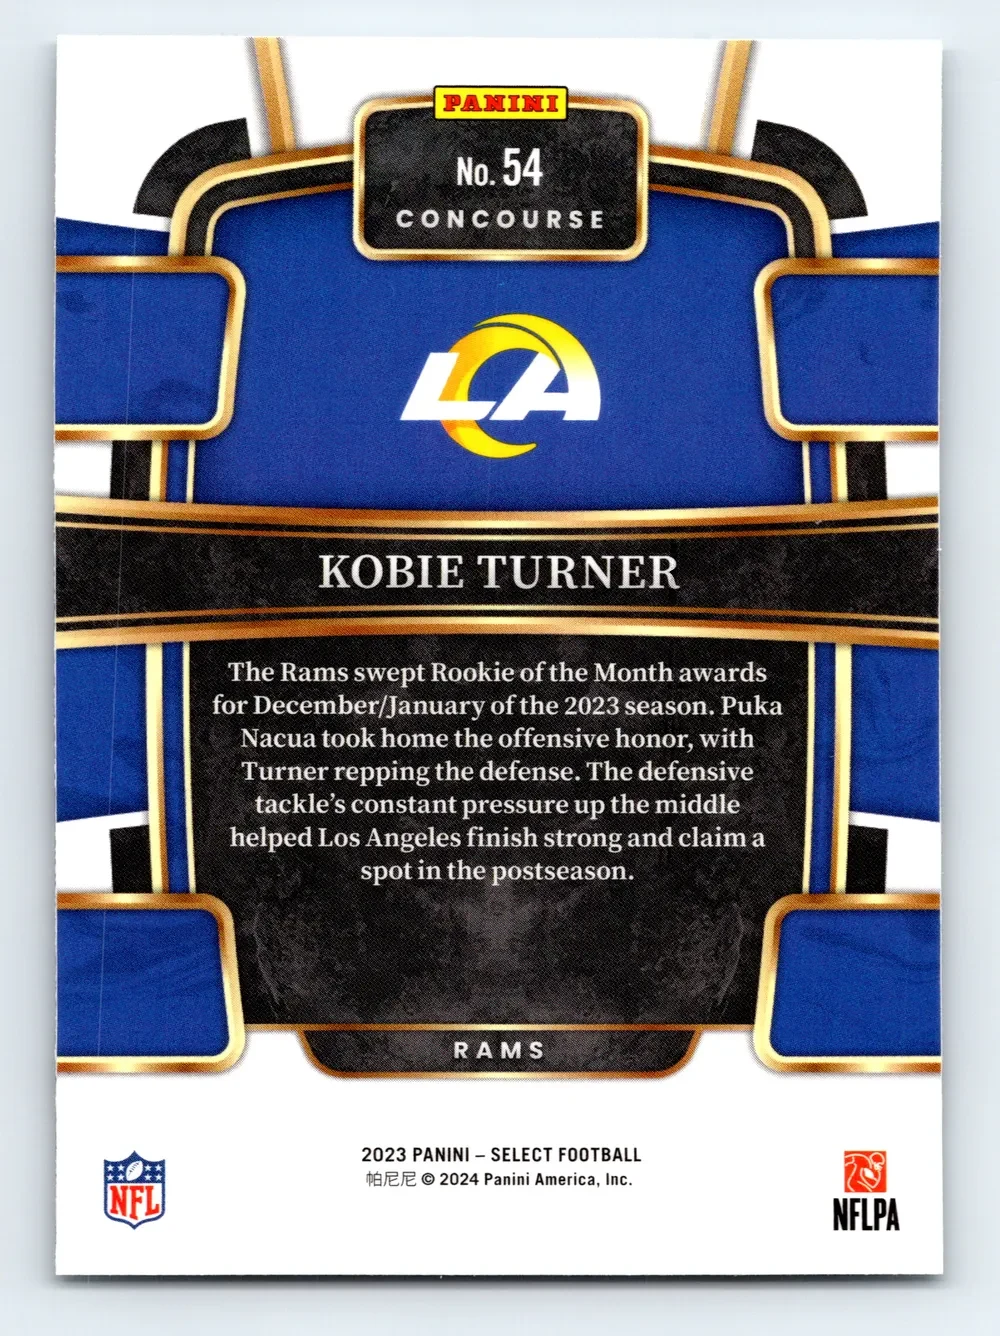 PANINI
No. 54
CONCOURSE
LA
KOBIE TURNER
The Rams swept Rookie of the Month awards
for December/January of the 2023 season. Puka
Nacua took home the offensive honor, with
Turner repping the defense. The defensive
tackle's constant pressure up the middle
helped Los Angeles finish strong and claim a
spot in the postseason.
RAMS
2023 PANINI – SELECT FOOTBALL
帕尼尼 © 2024 Panini America, Inc.
NFL
NFLPA